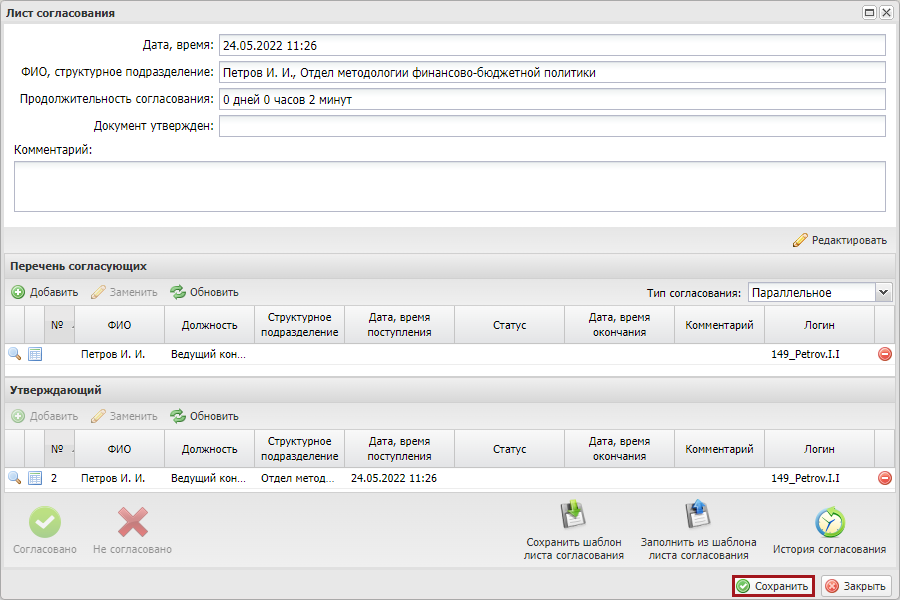 Лист согласования
Дата, время: 24.05.2022 11:26
ФИО, структурное подразделение: Петров И. И., Отдел методологии финансово-бюджетной политики
Продолжительность согласования: 0 дней 0 часов 2 минут
Документ утвержден:
Комментарий:
Редактировать
Перечень согласующих
Добавить Заменить Обновить Тип согласования: Параллельное
№ ФИО Должность Структурное подразделение Дата, время поступления Статус Дата, время окончания Комментарий Логин
Петров И. И. Ведущий кон... 149_Petrov.I.I
Утверждающий
Добавить Заменить Обновить
№ ФИО Должность Структурное подразделение Дата, время поступления Статус Дата, время окончания Комментарий Логин
2 Петров И. И. Ведущий кон... Отдел метод... 24.05.2022 11:26 149_Petrov.I.I
Согласовано Не согласовано Сохранить шаблон листа согласования Заполнить из шаблона листа согласования История согласования
Сохранить Закрыть